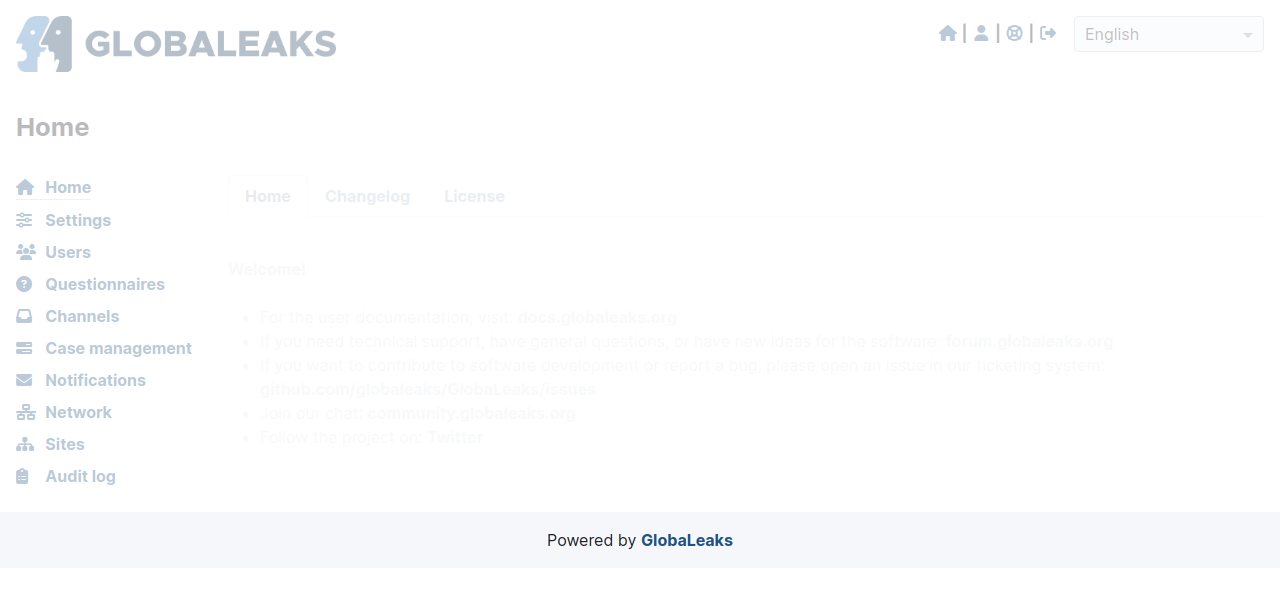 GLOBALEAKS
| | |
English
Home
Home
Settings
Users
Questionnaires
Channels
Case management
Notifications
Network
Sites
Audit log
Home Changelog License
Welcome!
For the user documentation, visit: docs.globaleaks.org
If you need technical support, have general questions, or have new ideas for the software: forum.globaleaks.org
If you want to contribute to software development or report a bug, please open an issue in our ticketing system:
github.com/globaleaks/GlobaLeaks/issues
Join our chat: community.globaleaks.org
Follow the project on: Twitter
Powered by GlobaLeaks